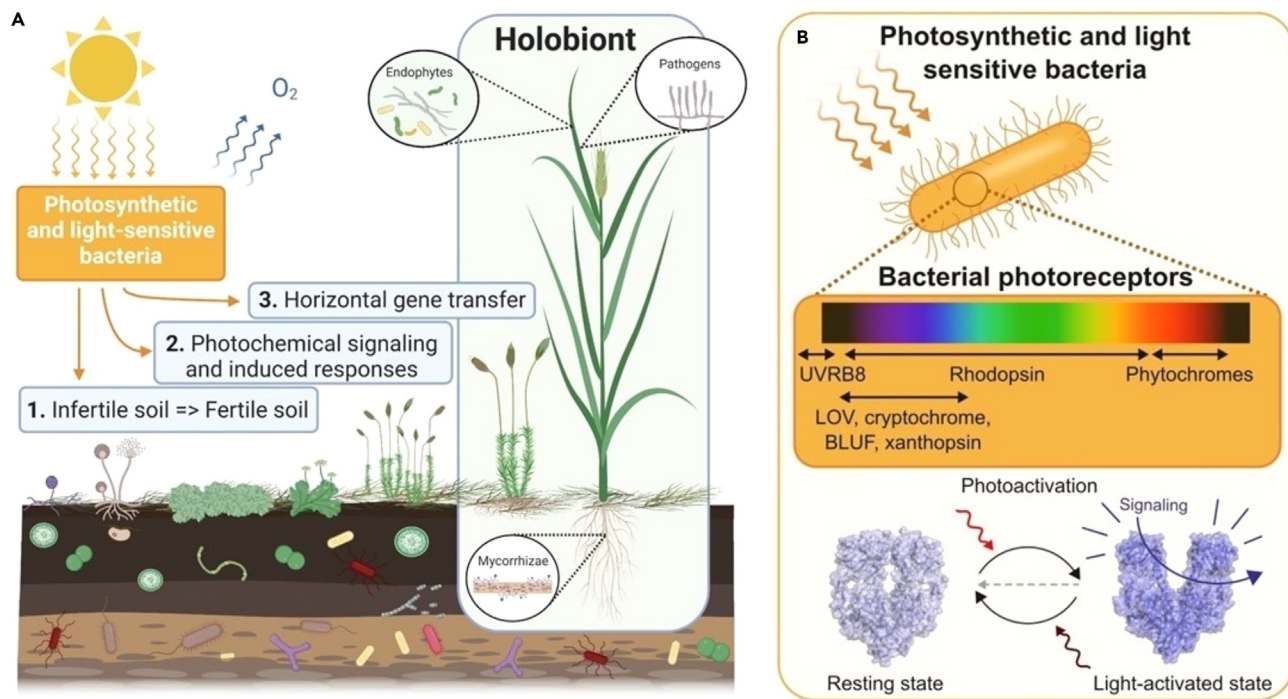 A
O₂
Photosynthetic
and light-sensitive
bacteria
3. Horizontal gene transfer
2. Photochemical signaling
and induced responses
1. Infertile soil => Fertile soil
Holobiont
Endophytes
Pathogens
Mycorrhizae
B
Photosynthetic and light
sensitive bacteria
Bacterial photoreceptors
UVRB8
Rhodopsin
Phytochromes
LOV, cryptochrome,
BLUF, xanthopsin
Photoactivation
Signaling
Resting state
Light-activated state